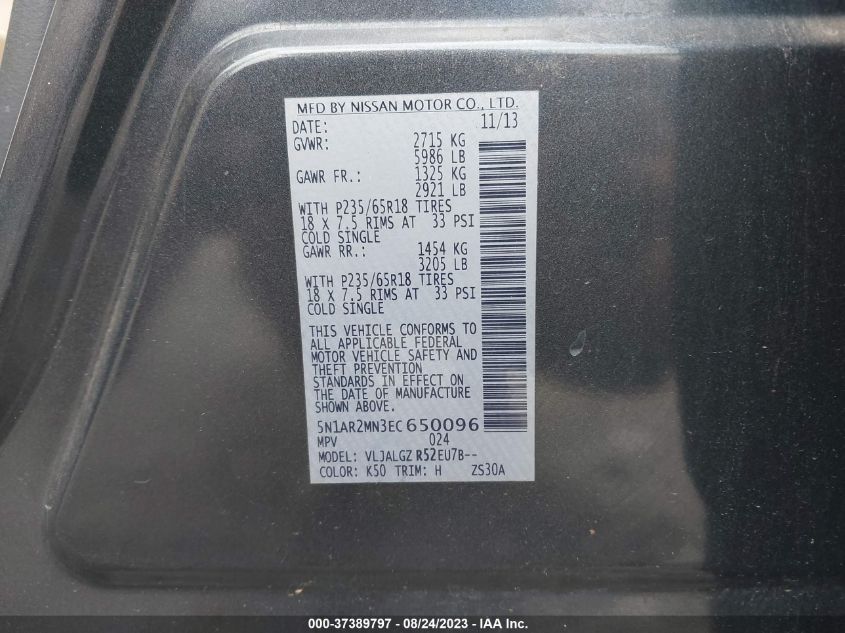 MFD BY NISSAN MOTOR CO., LTD.
DATE: 11/13
GVWR: 2715 KG
5986 LB
GAWR FR.: 1325 KG
2921 LB
WITH P235/65R18 TIRES
18 X 7.5 RIMS AT 33 PSI
COLD SINGLE
GAWR RR.: 1454 KG
3205 LB
WITH P235/65R18 TIRES
18 X 7.5 RIMS AT 33 PSI
COLD SINGLE
THIS VEHICLE CONFORMS TO
ALL APPLICABLE FEDERAL
MOTOR VEHICLE SAFETY AND
THEFT PREVENTION
STANDARDS IN EFFECT ON
THE DATE OF MANUFACTURE
SHOWN ABOVE.
5N1AR2MN3EC650096
MPV 024
MODEL: VLJALGZ R52EU7B--
COLOR: K50 TRIM: H ZS30A
000-37389797 - 08/24/2023 - IAA Inc.